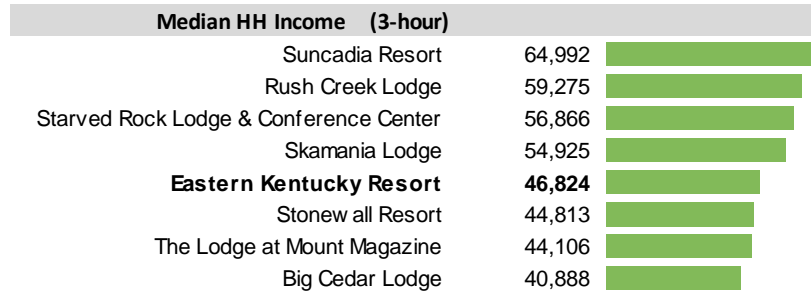 Median HH Income (3-hour)
Suncadia Resort 64,992
Rush Creek Lodge 59,275
Starved Rock Lodge & Conference Center 56,866
Skamania Lodge 54,925
Eastern Kentucky Resort 46,824
Stonewall Resort 44,813
The Lodge at Mount Magazine 44,106
Big Cedar Lodge 40,888